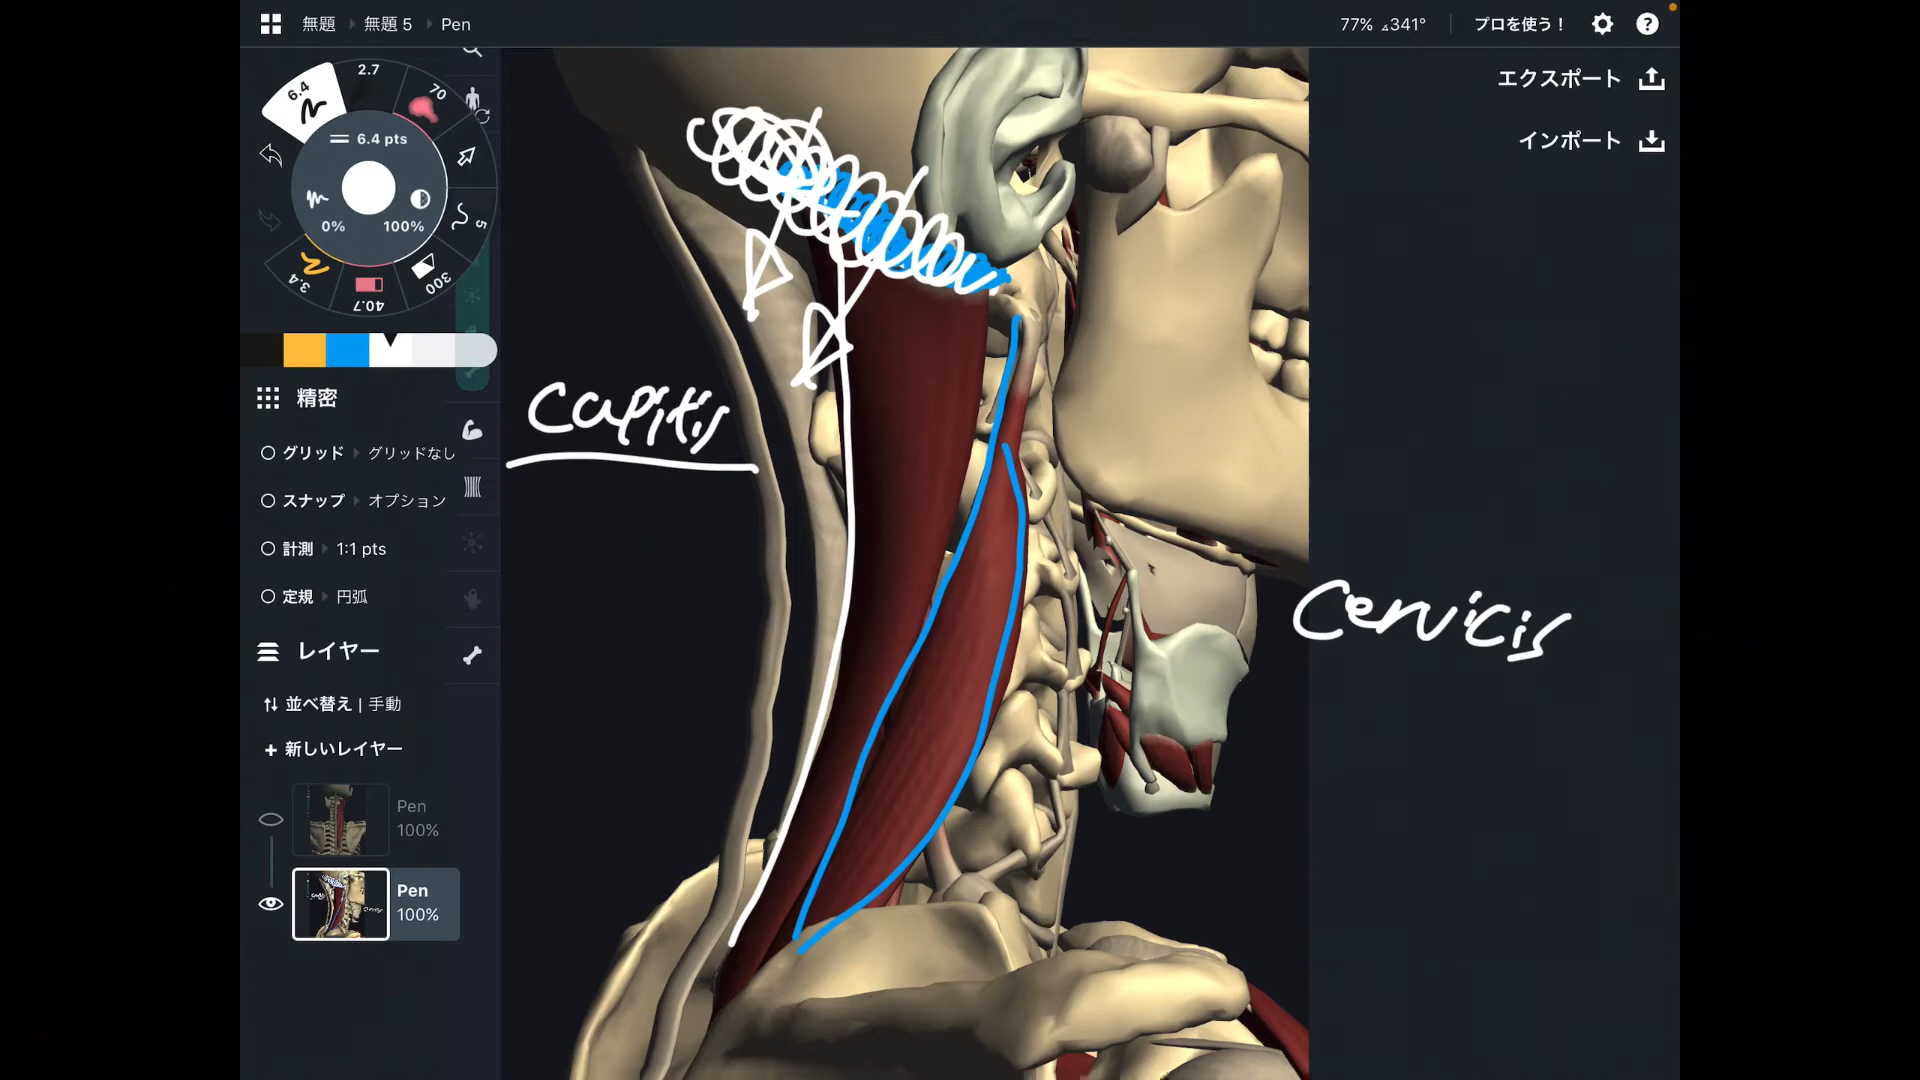 無題 無題 5 Pen
77% ⊿341° プロを使う！
エクスポート
インポート
2.7
6.4
70
6.4 pts
0% 100%
5
3.4
40.7
300
精密
グリッド グリッドなし
スナップ オプション
計測 1:1 pts
定規 円弧
レイヤー
並べ替え | 手動
+ 新しいレイヤー
Pen
100%
Pen
100%
Capitis
Cervicis